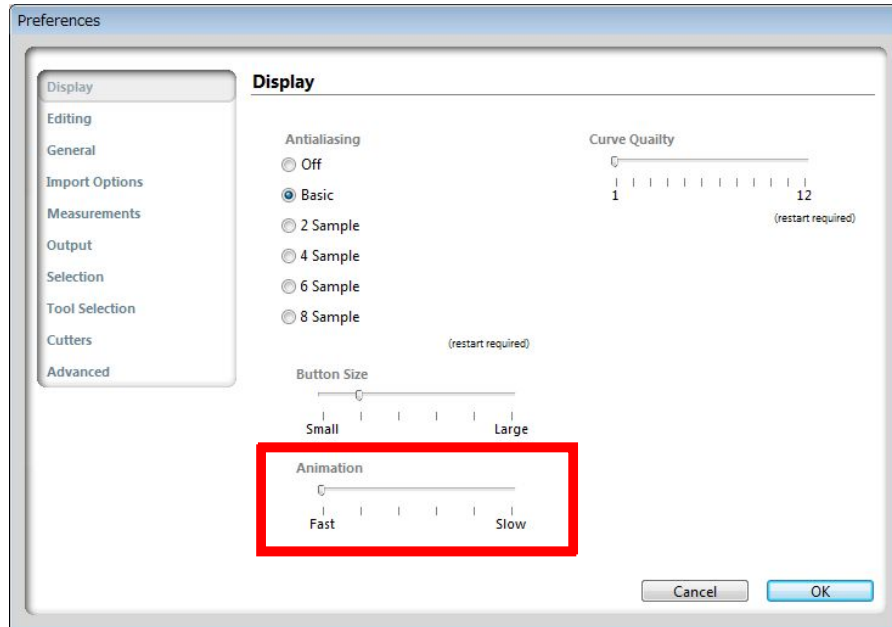 Preferences
Display
Editing
General
Import Options
Measurements
Output
Selection
Tool Selection
Cutters
Advanced
Display
Antialiasing
Off
Basic
2 Sample
4 Sample
6 Sample
8 Sample
(restart required)
Curve Quailty
1 12
(restart required)
Button Size
Small Large
Animation
Fast Slow
Cancel OK